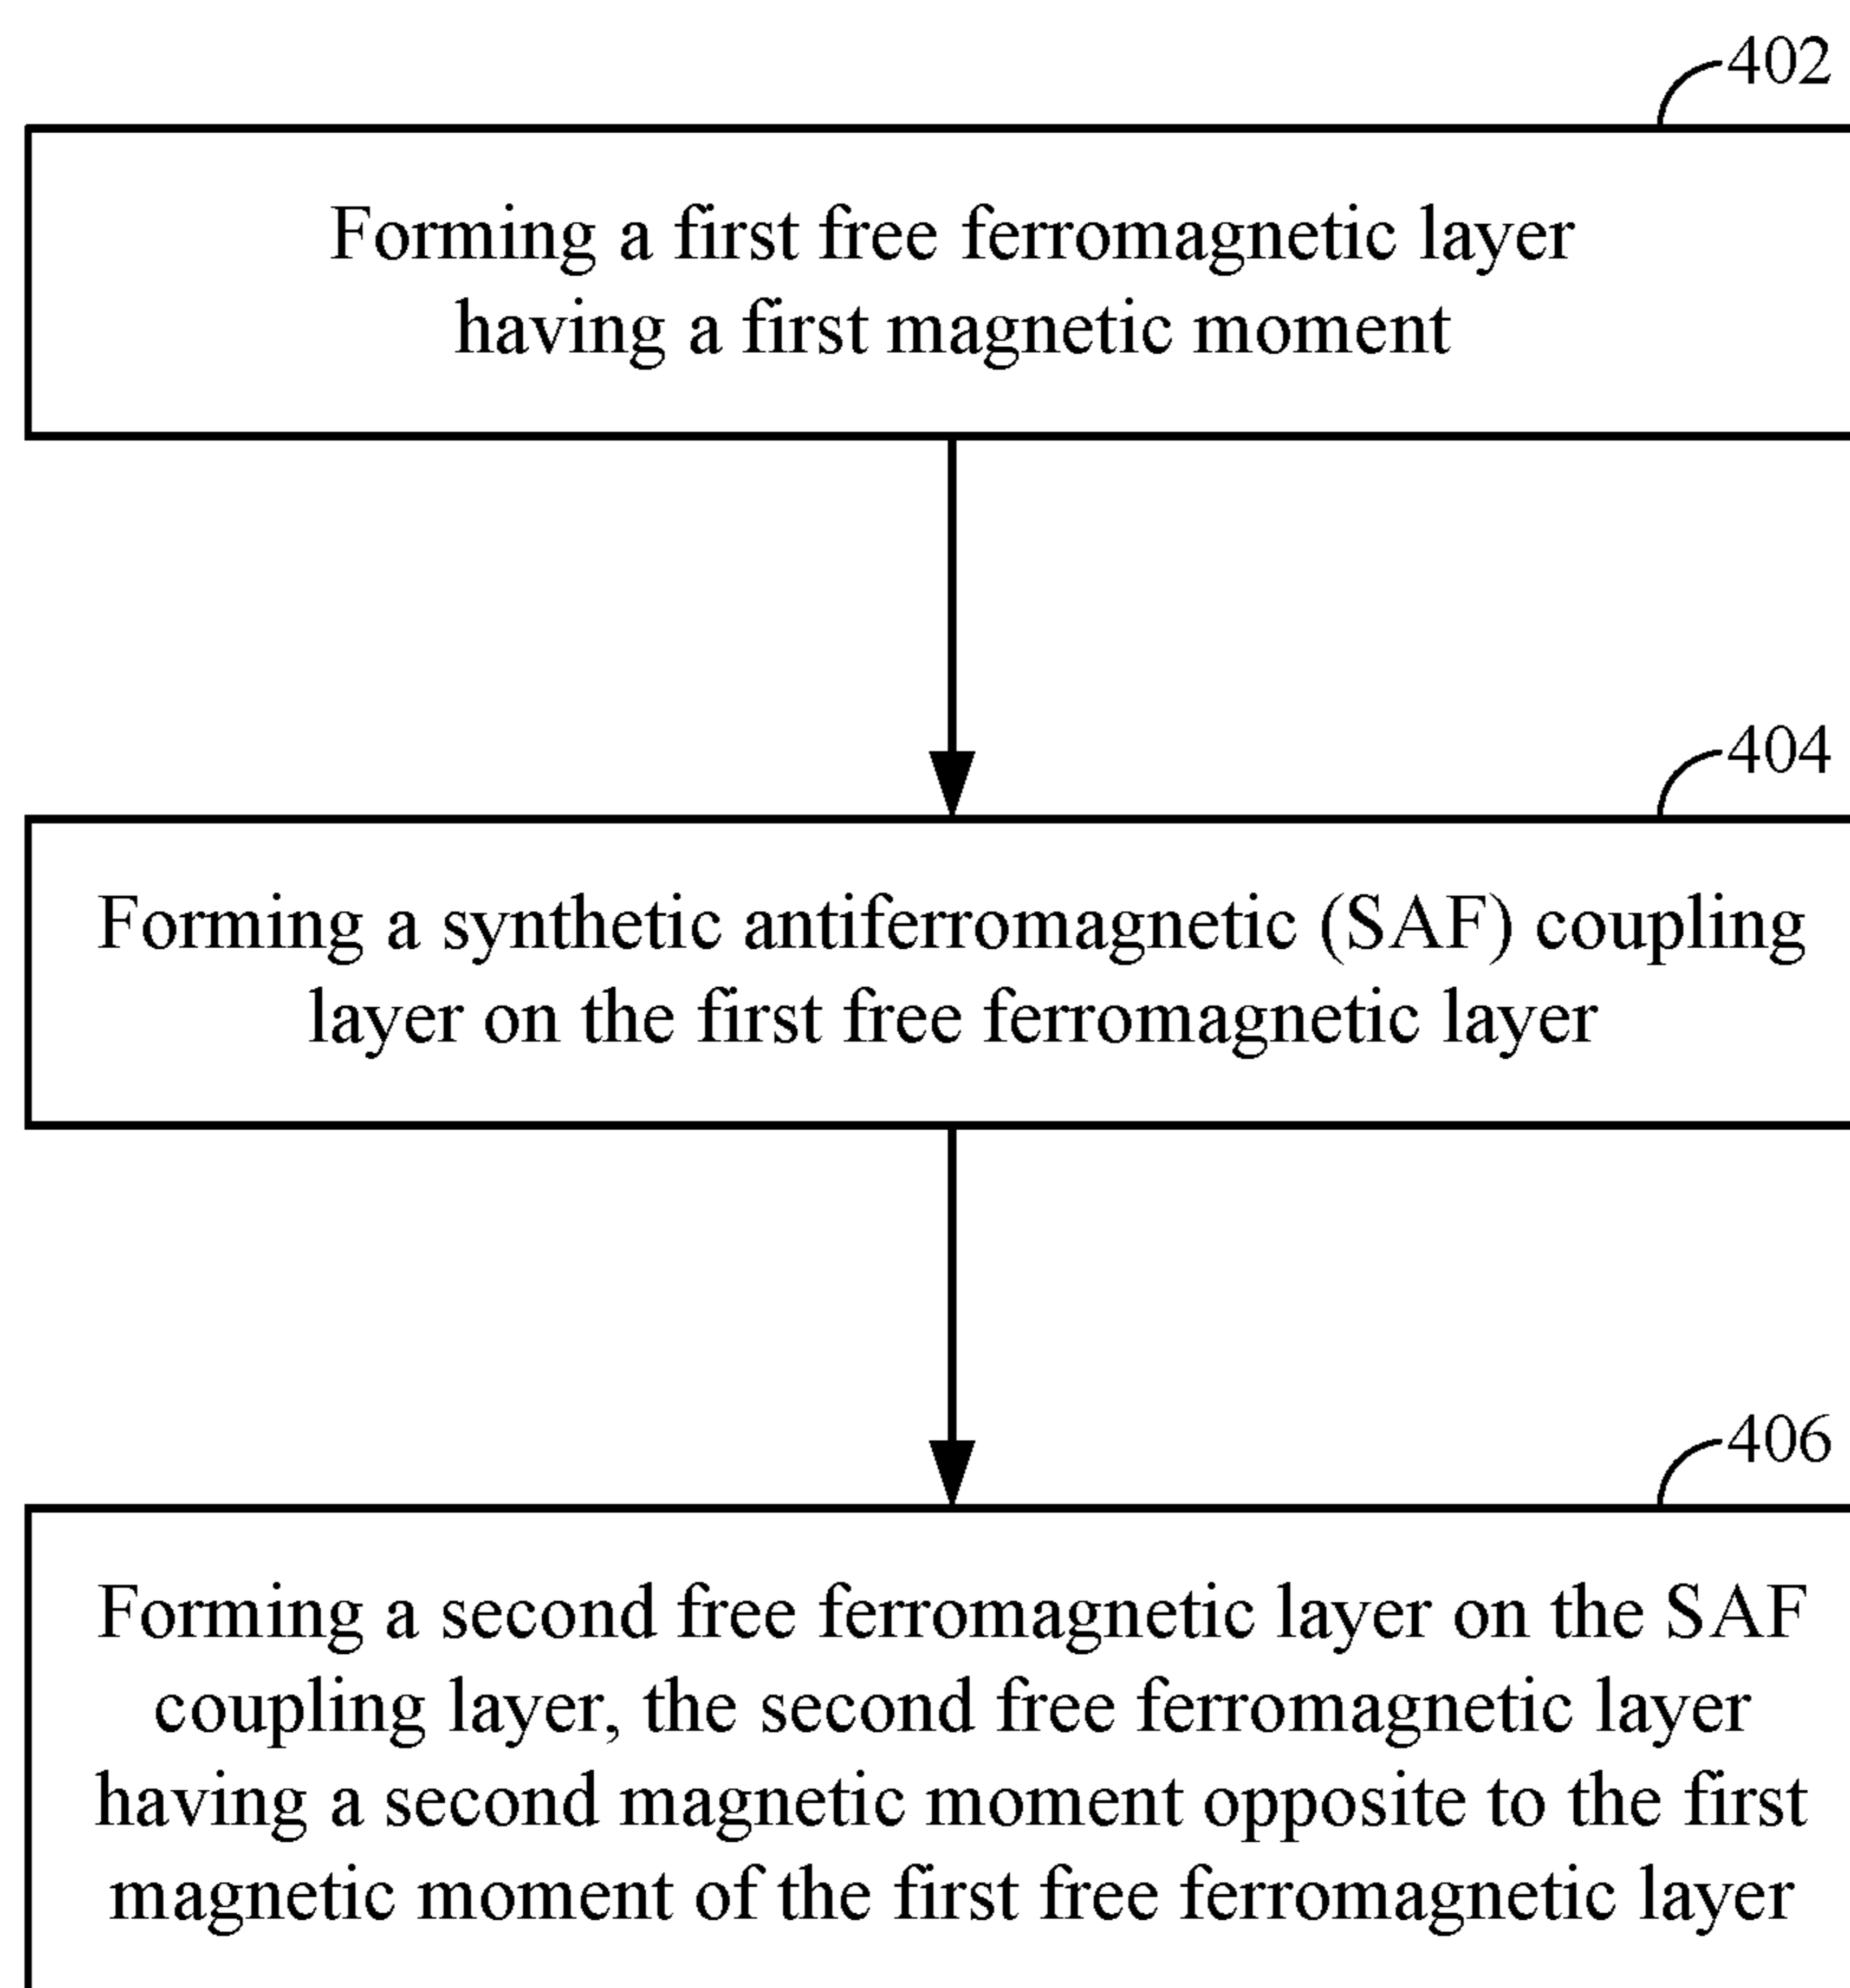 402
Forming a first free ferromagnetic layer
having a first magnetic moment
404
Forming a synthetic antiferromagnetic (SAF) coupling
layer on the first free ferromagnetic layer
406
Forming a second free ferromagnetic layer on the SAF
coupling layer, the second free ferromagnetic layer
having a second magnetic moment opposite to the first
magnetic moment of the first free ferromagnetic layer